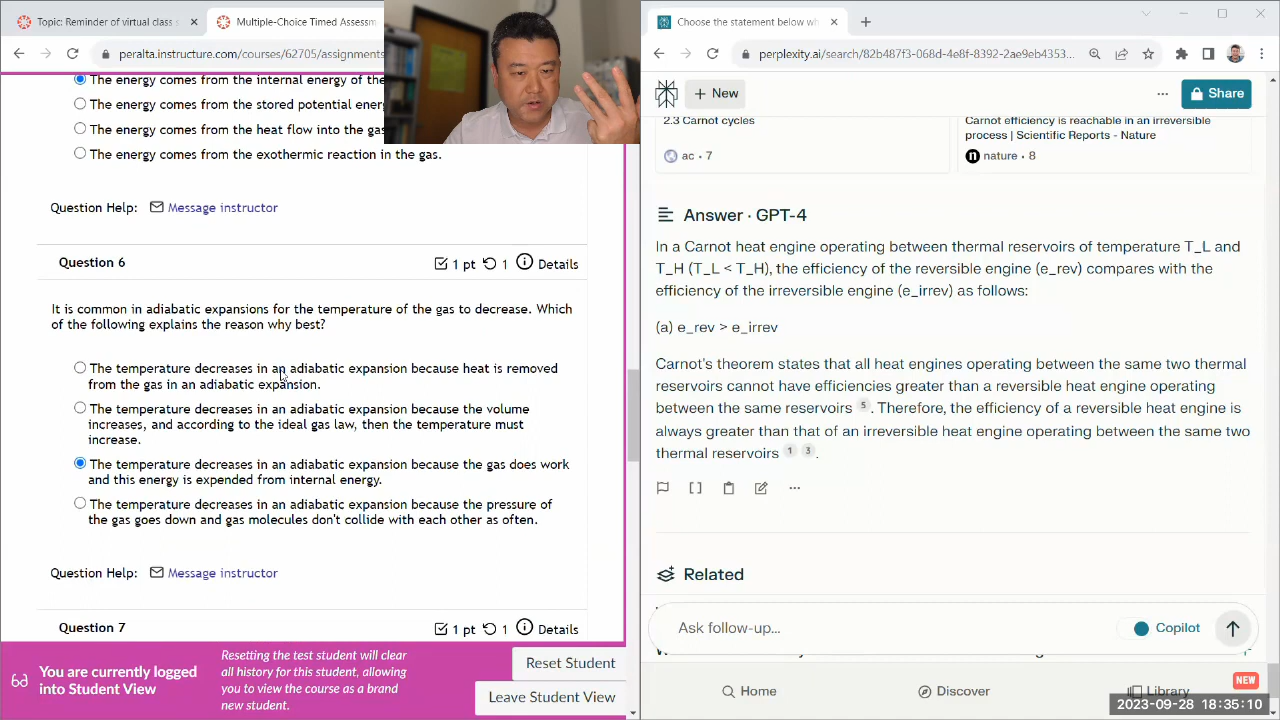 Topic: Reminder of virtual class s
Multiple-Choice Timed Assessm
peralta.instructure.com/courses/62705/assignments
The energy comes from the internal energy of the
The energy comes from the stored potential ener
The energy comes from the heat flow into the gas
The energy comes from the exothermic reaction in the gas.
Question Help: Message instructor
Question 6
1 pt 1 Details
It is common in adiabatic expansions for the temperature of the gas to decrease. Which
of the following explains the reason why best?
The temperature decreases in an adiabatic expansion because heat is removed
from the gas in an adiabatic expansion.
The temperature decreases in an adiabatic expansion because the volume
increases, and according to the ideal gas law, then the temperature must
increase.
The temperature decreases in an adiabatic expansion because the gas does work
and this energy is expended from internal energy.
The temperature decreases in an adiabatic expansion because the pressure of
the gas goes down and gas molecules don't collide with each other as often.
Question Help: Message instructor
Question 7
1 pt 1 Details
You are currently logged
into Student View
Resetting the test student will clear
all history for this student, allowing
you to view the course as a brand
new student.
Reset Student
Leave Student View
Choose the statement below wh
perplexity.ai/search/82b487f3-068d-4e8f-8392-2ae9eb4353...
New
Share
2.3 Carnot cycles
ac • 7
Carnot efficiency is reachable in an irreversible
process | Scientific Reports - Nature
n nature • 8
Answer · GPT-4
In a Carnot heat engine operating between thermal reservoirs of temperature T_L and
T_H (T_L < T_H), the efficiency of the reversible engine (e_rev) compares with the
efficiency of the irreversible engine (e_irrev) as follows:
(a) e_rev > e_irrev
Carnot's theorem states that all heat engines operating between the same two thermal
reservoirs cannot have efficiencies greater than a reversible heat engine operating
between the same reservoirs 5 . Therefore, the efficiency of a reversible heat engine is
always greater than that of an irreversible heat engine operating between the same two
thermal reservoirs 1 3 .
Related
Ask follow-up...
Copilot
Home
Discover
Library
NEW
2023-09-28 18:35:10